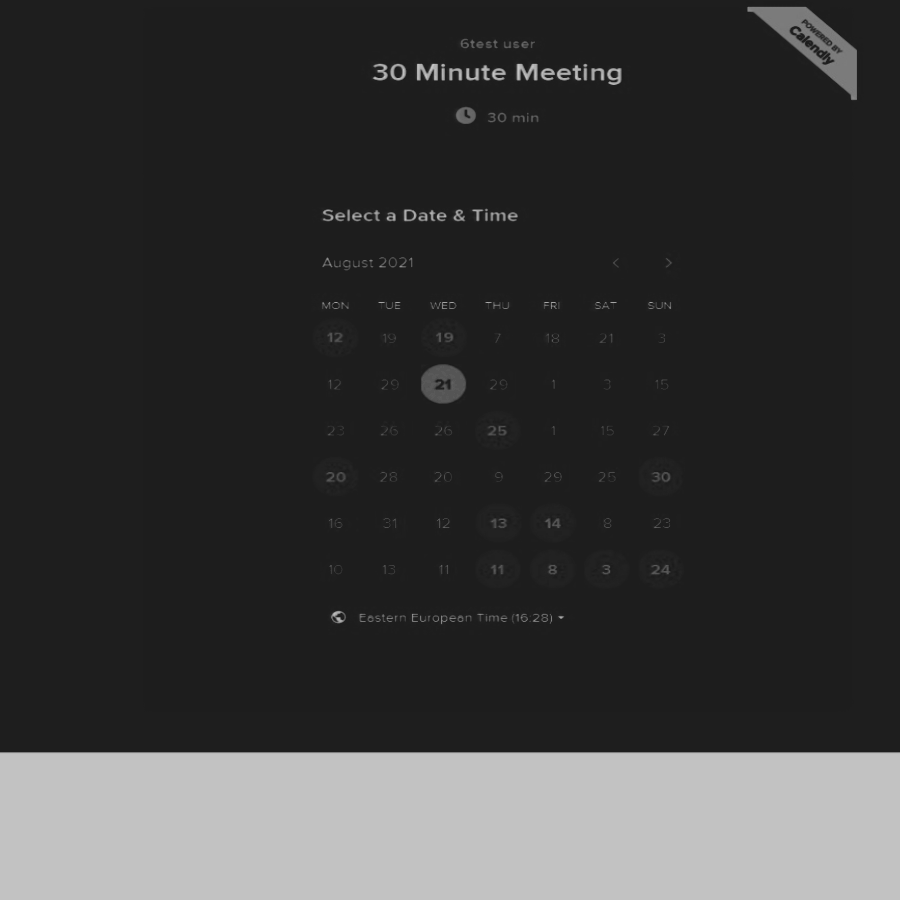 6test user
30 Minute Meeting
30 min
POWERED BY
Calendly
Select a Date & Time
August 2021 < >
MON TUE WED THU FRI SAT SUN
12 19 19 7 18 21 3
12 29 21 29 1 3 15
23 26 26 25 1 15 27
20 28 20 9 29 25 30
16 31 12 13 14 8 23
10 13 11 11 8 3 24
Eastern European Time (16:28)